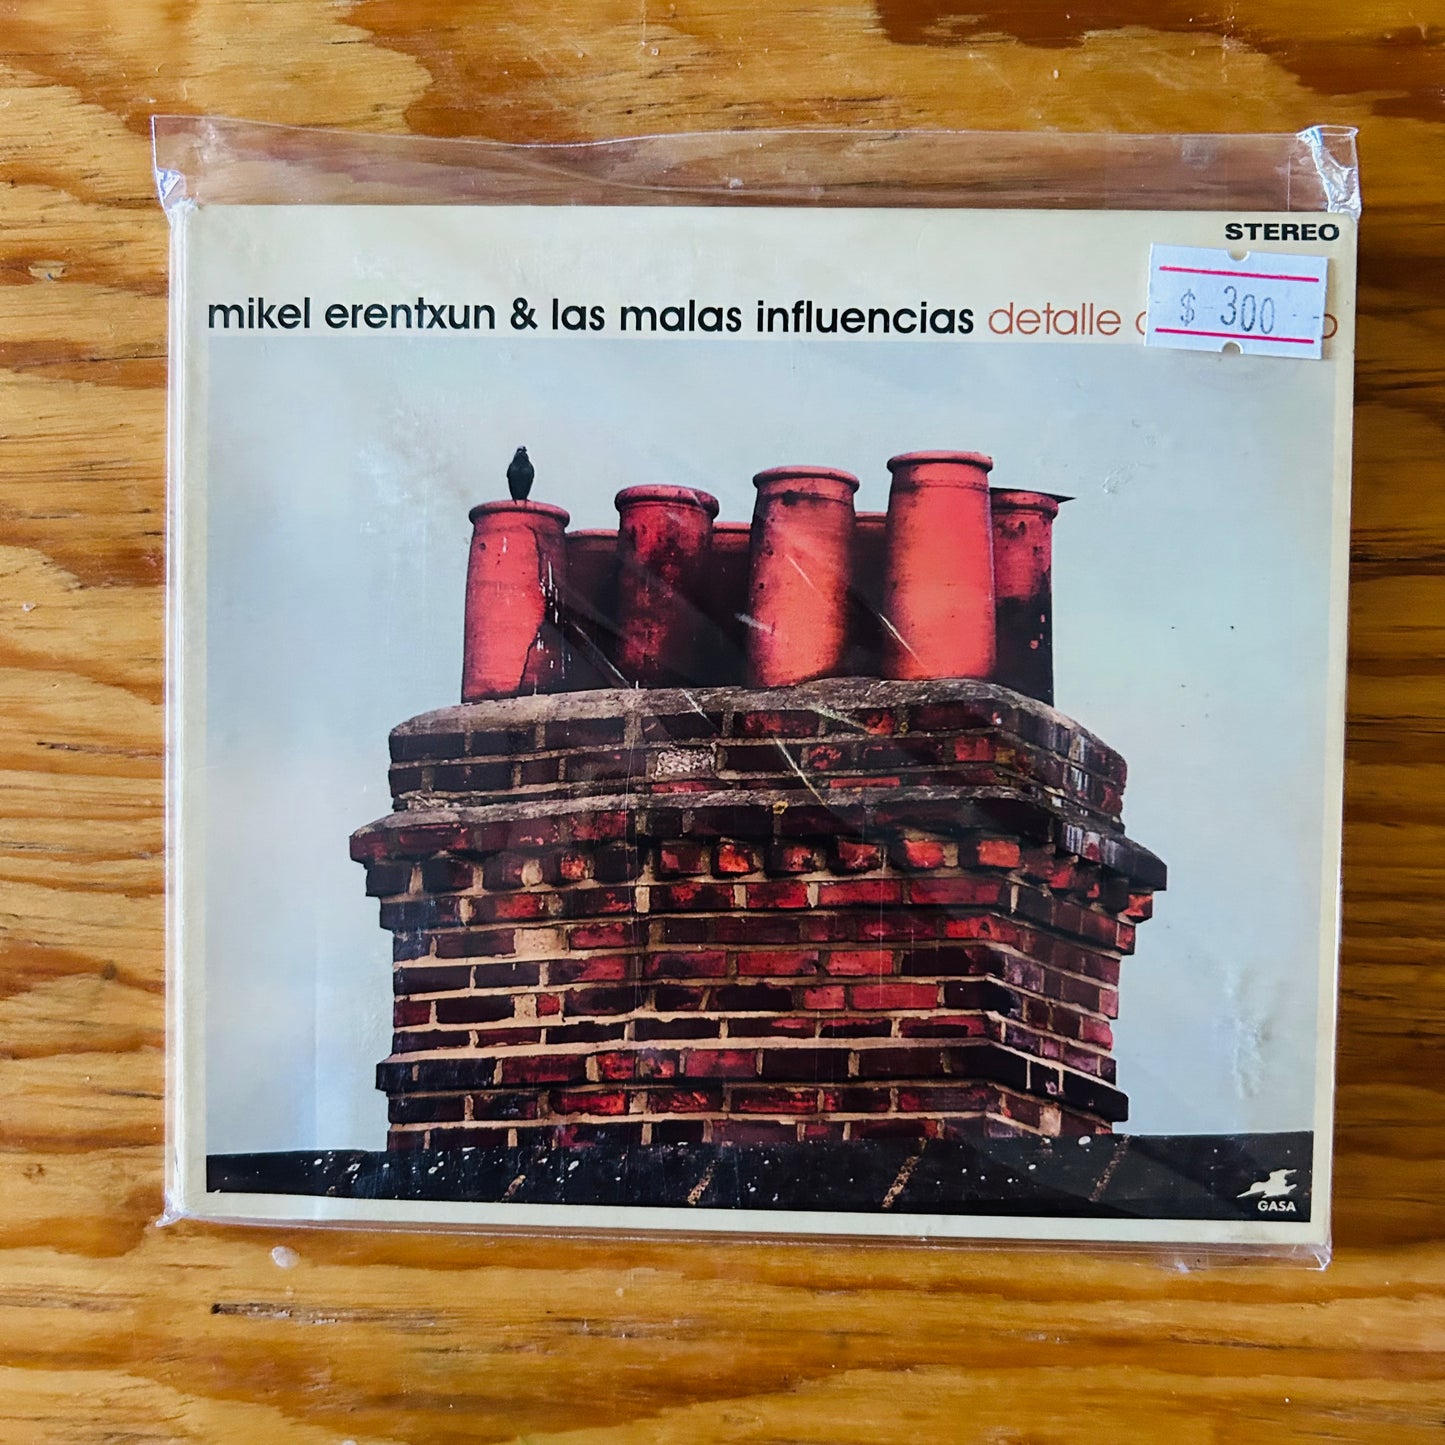 STEREO
mikel erentxun & las malas influencias detalle
$ 300
GASA